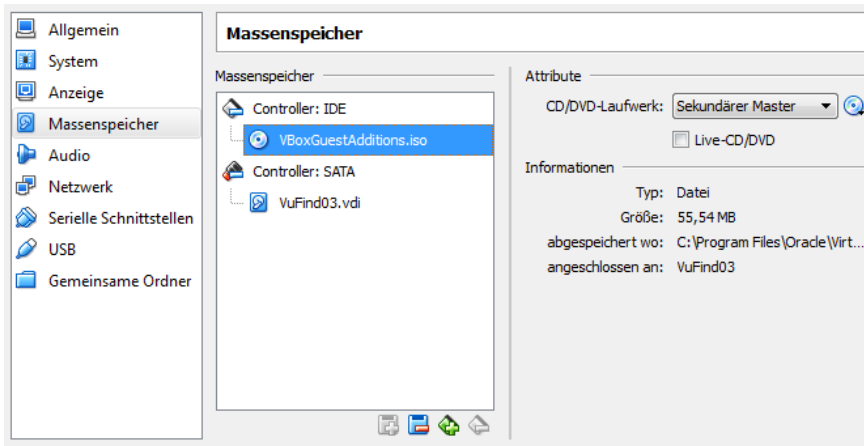 Allgemein
System
Anzeige
Massenspeicher
Audio
Netzwerk
Serielle Schnittstellen
USB
Gemeinsame Ordner
Massenspeicher
Massenspeicher
Controller: IDE
VBoxGuestAdditions.iso
Controller: SATA
VuFind03.vdi
Attribute
CD/DVD-Laufwerk: Sekundärer Master
Live-CD/DVD
Informationen
Typ: Datei
Größe: 55,54 MB
abgespeichert wo: C:\Program Files\Oracle\Virt...
angeschlossen an: VuFind03